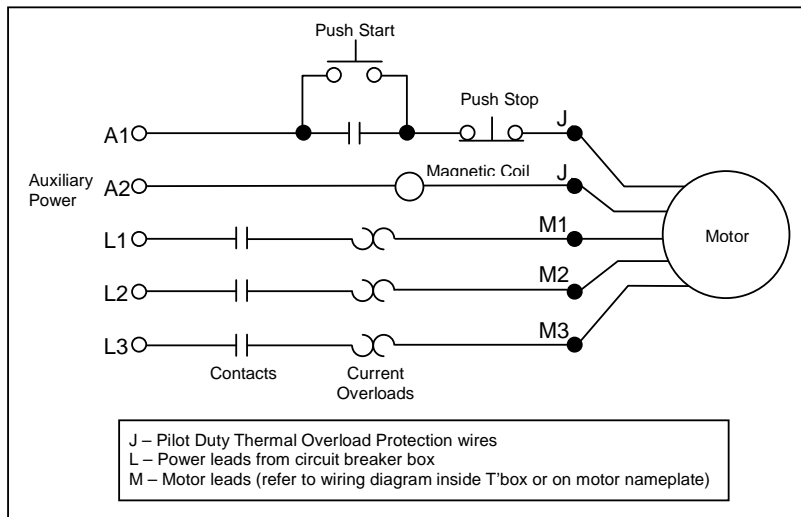 Push Start
Push Stop
A1
J
Auxiliary
Power
A2
Magnetic Coil
J
Motor
L1
M1
L2
M2
L3
M3
Contacts
Current
Overloads
J – Pilot Duty Thermal Overload Protection wires
L – Power leads from circuit breaker box
M – Motor leads (refer to wiring diagram inside T'box or on motor nameplate)